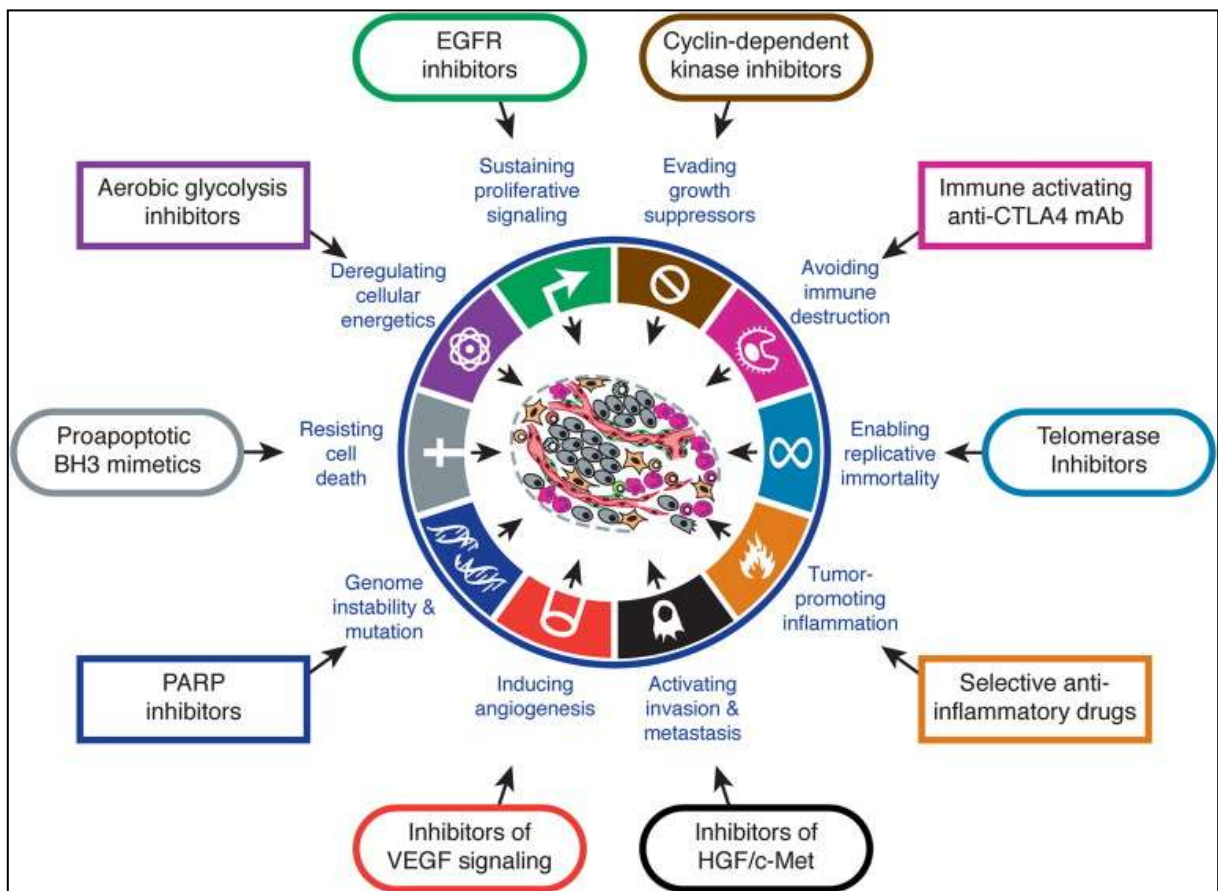 EGFR
inhibitors
Cyclin-dependent
kinase inhibitors
Sustaining
proliferative
signaling
Evading
growth
suppressors
Aerobic glycolysis
inhibitors
Immune activating
anti-CTLA4 mAb
Deregulating
cellular
energetics
Avoiding
immune
destruction
Proapoptotic
BH3 mimetics
Resisting
cell
death
Enabling
replicative
immortality
Telomerase
Inhibitors
Genome
instability &
mutation
Tumor-
promoting
inflammation
PARP
inhibitors
Inducing
angiogenesis
Activating
invasion &
metastasis
Selective anti-
inflammatory drugs
Inhibitors of
VEGF signaling
Inhibitors of
HGF/c-Met